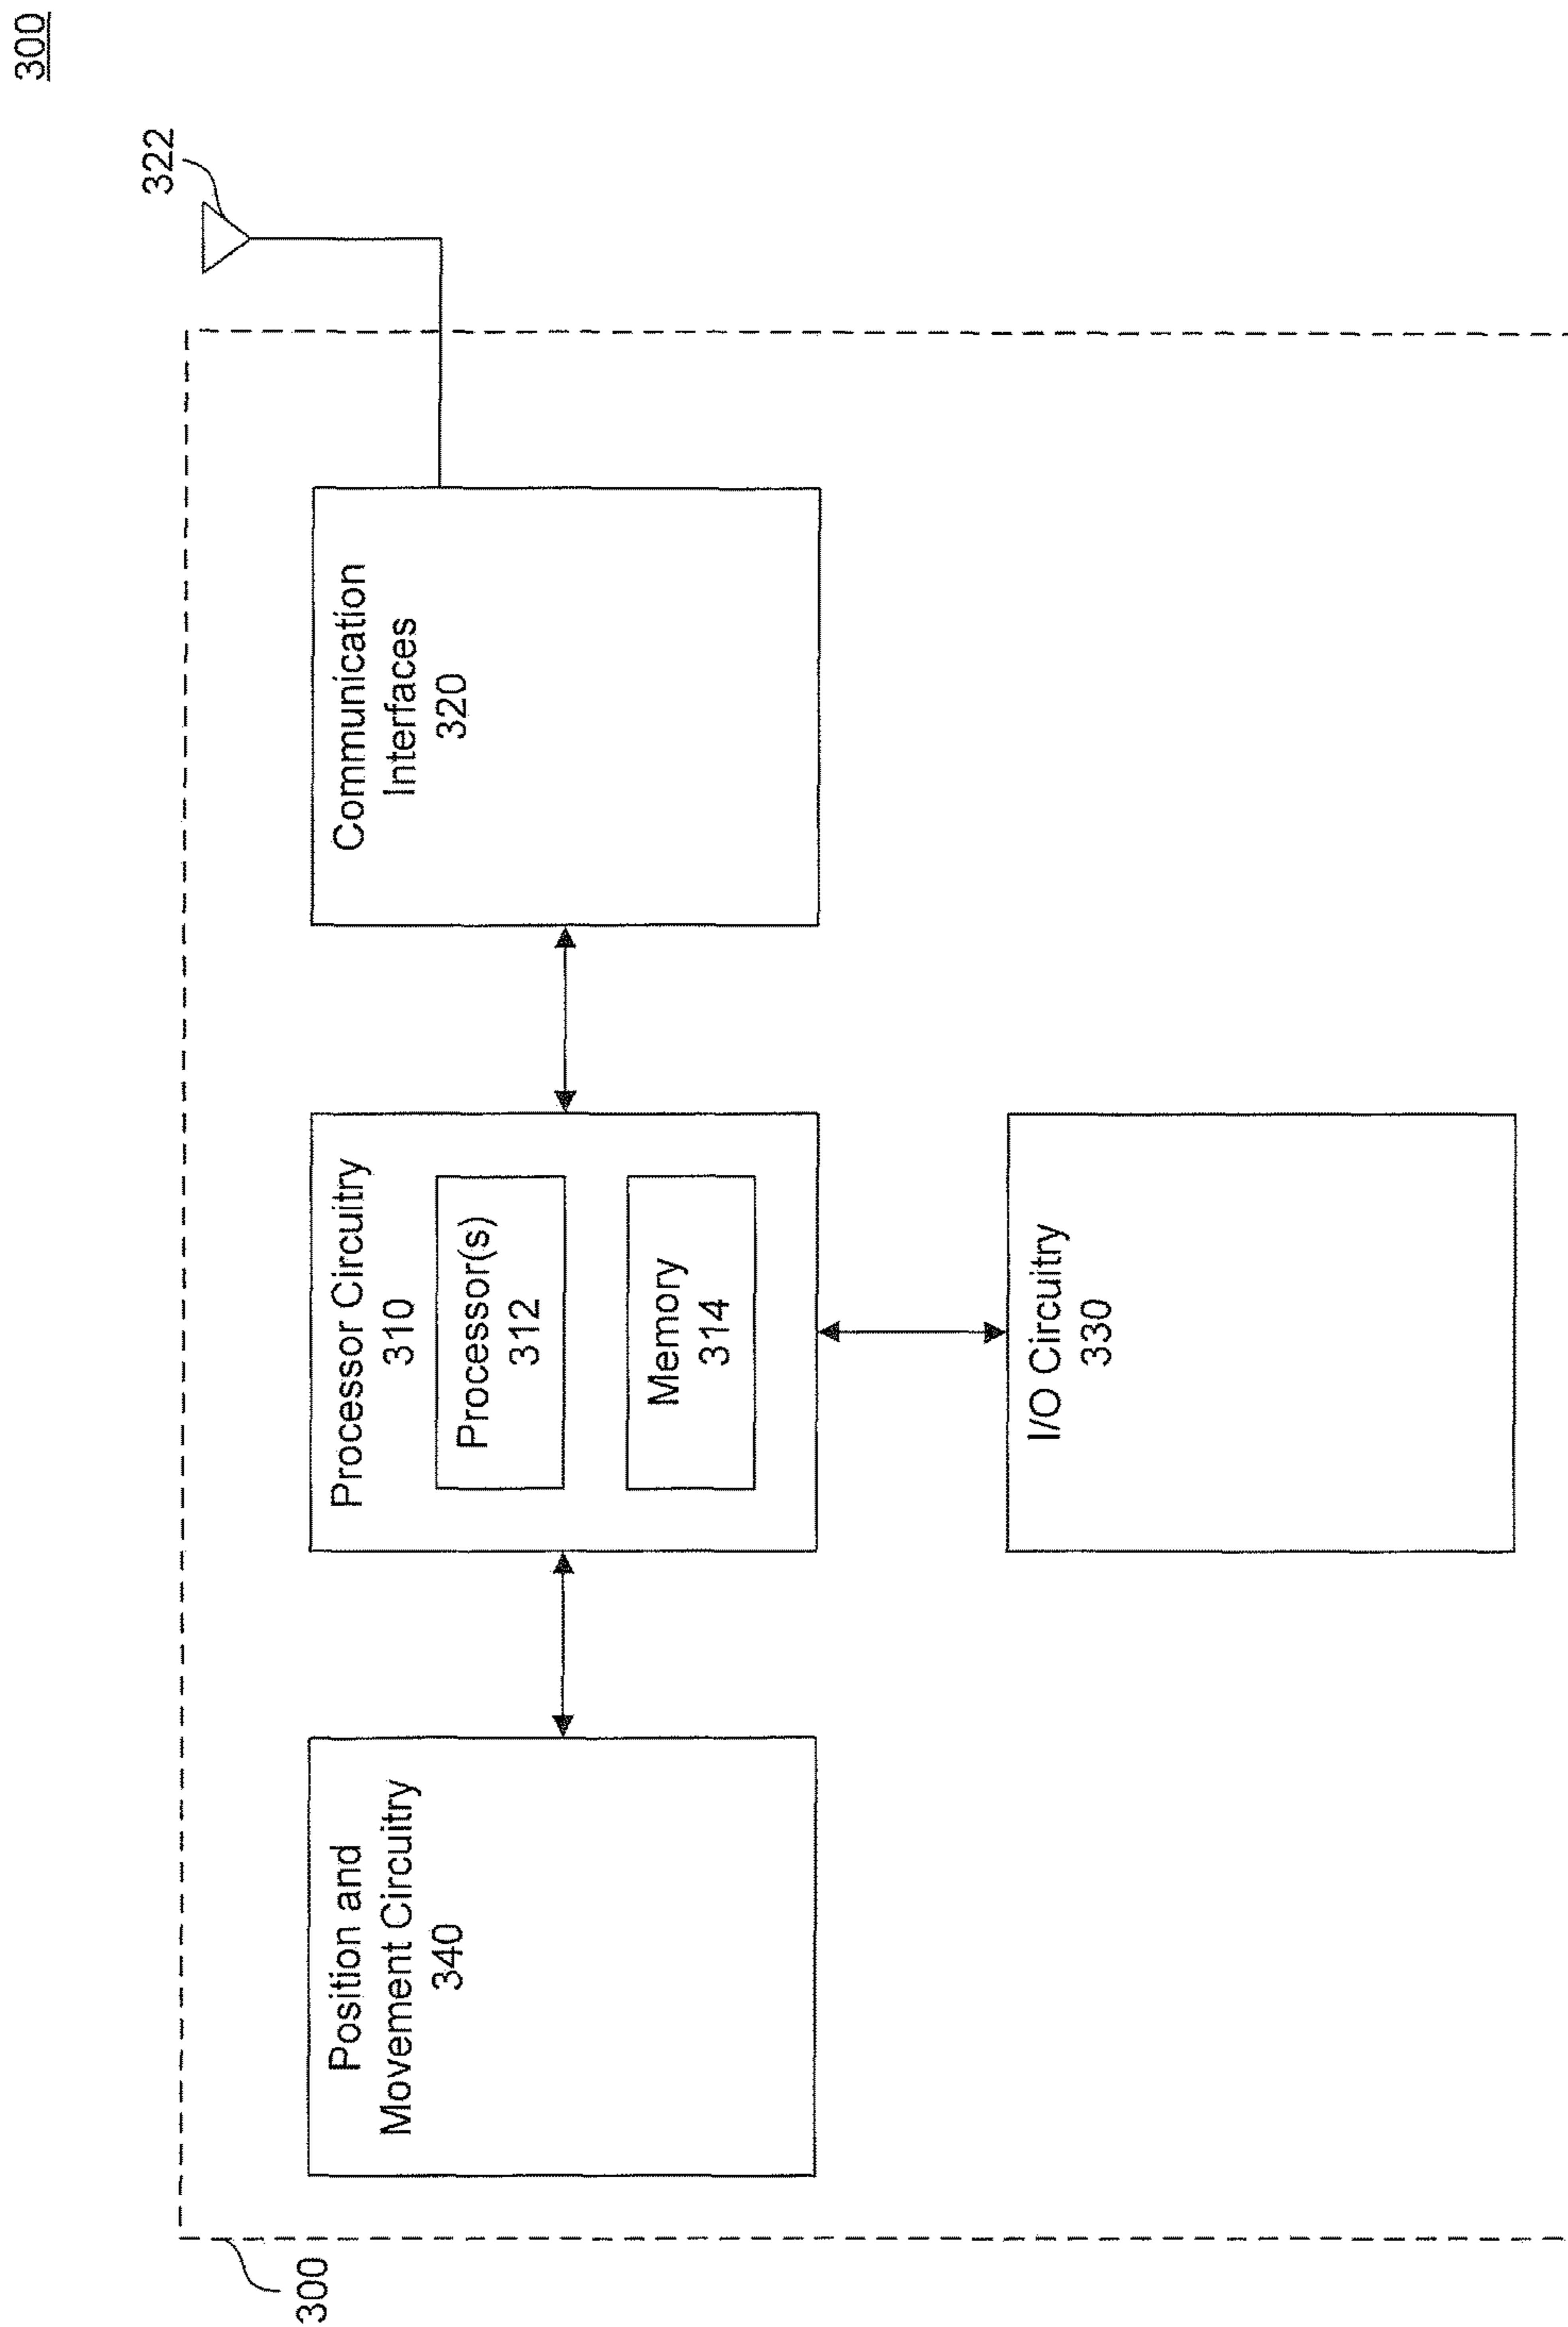 300
322
Position and
Movement Circuitry
340
Processor Circuitry
310
Processor(s)
312
Memory
314
Communication
Interfaces
320
I/O Circuitry
330
300